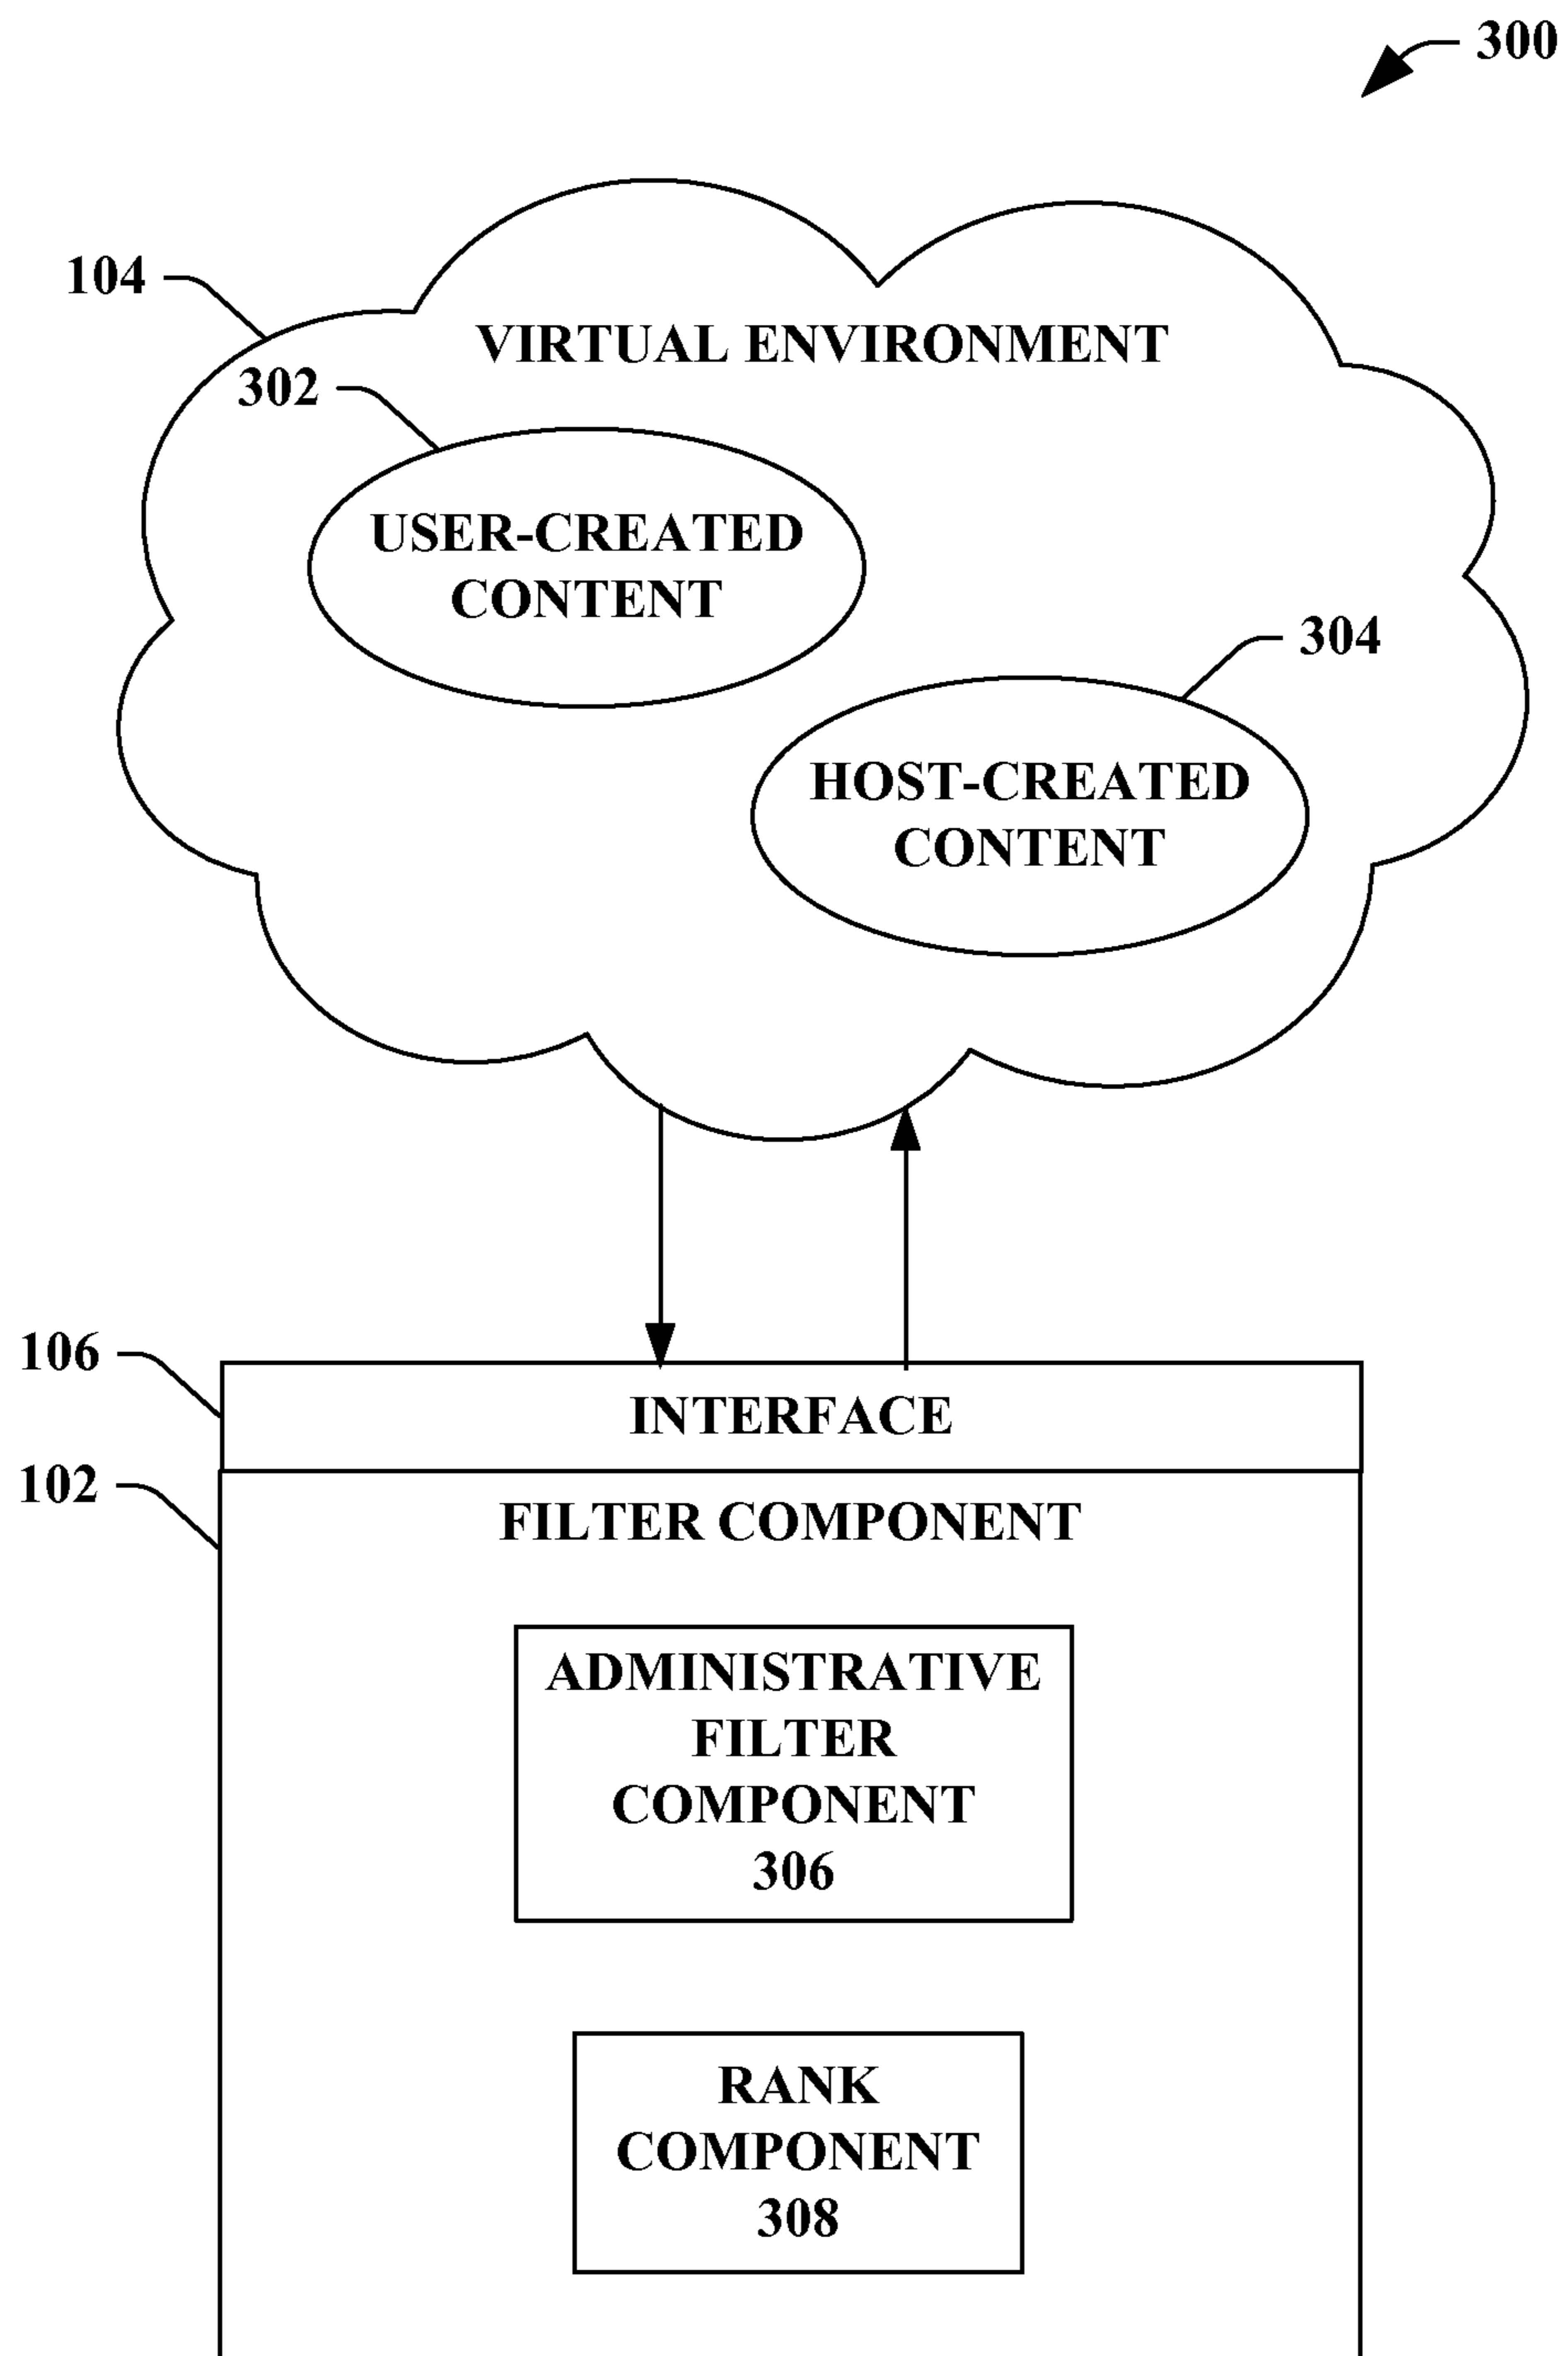 300
104
VIRTUAL ENVIRONMENT
302
USER-CREATED
CONTENT
304
HOST-CREATED
CONTENT
106
INTERFACE
102
FILTER COMPONENT
ADMINISTRATIVE
FILTER
COMPONENT
306
RANK
COMPONENT
308